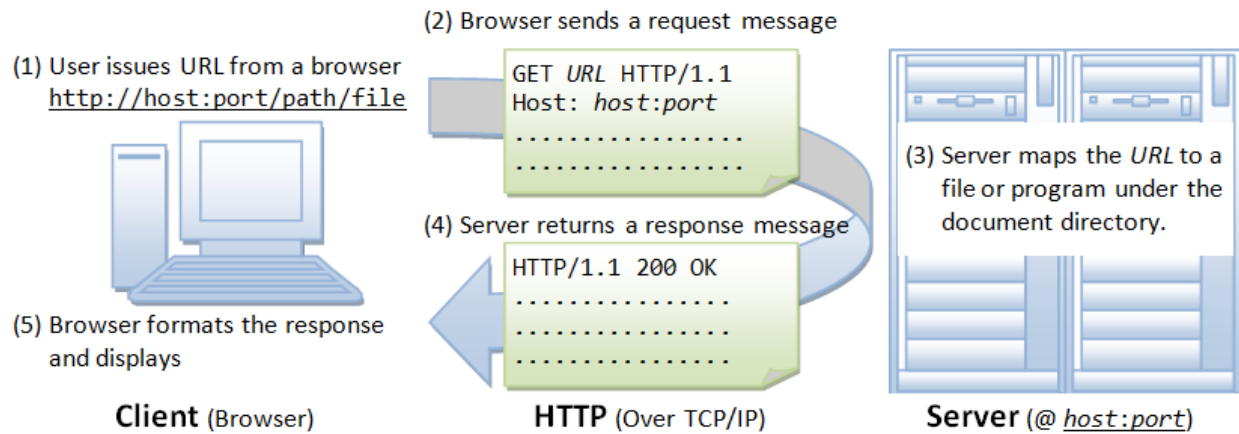 (1) User issues URL from a browser
http://host:port/path/file
(2) Browser sends a request message
GET URL HTTP/1.1
Host: host:port
..................
..................
(3) Server maps the URL to a
file or program under the
document directory.
(4) Server returns a response message
HTTP/1.1 200 OK
.................
.................
.................
(5) Browser formats the response
and displays
Client (Browser)
HTTP (Over TCP/IP)
Server (@ host:port)